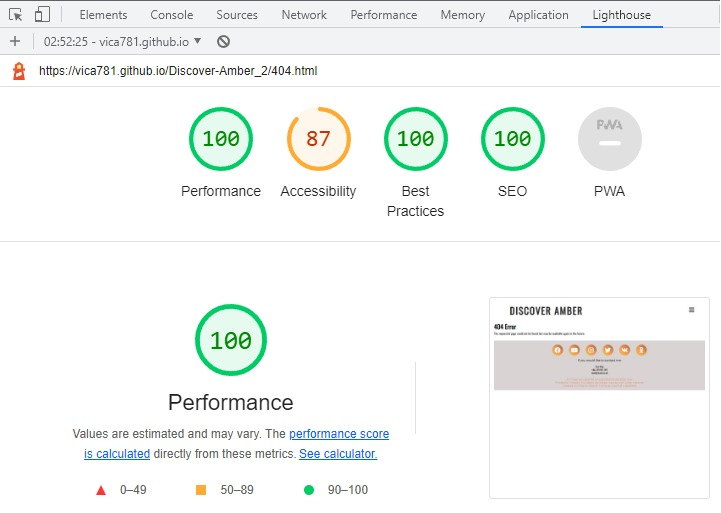 Elements Console Sources Network Performance Memory Application Lighthouse
02:52:25 - vica781.github.io
https://vica781.github.io/Discover-Amber_2/404.html
100 87 100 100 PWA
Performance Accessibility Best Practices SEO PWA
100
DISCOVER AMBER
404 Error
Performance
Values are estimated and may vary. The performance score
is calculated directly from these metrics. See calculator.
0–49 50–89 90–100